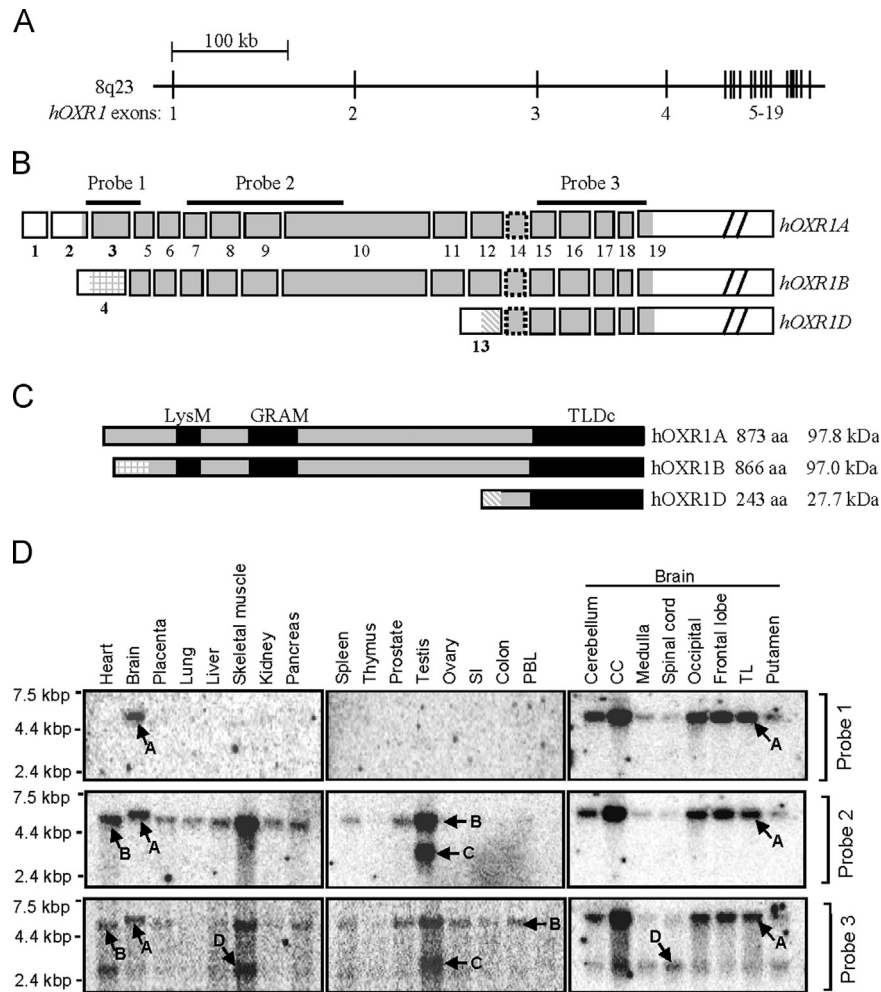 A
100 kb
8q23
hOXR1 exons: 1 2 3 4 5-19
B
Probe 1 Probe 2 Probe 3
hOXR1A
1 2 3 5 6 7 8 9 10 11 12 14 15 16 17 18 19
hOXR1B
4
hOXR1D
13
C
LysM GRAM TLDc
hOXR1A 873 aa 97.8 kDa
hOXR1B 866 aa 97.0 kDa
hOXR1D 243 aa 27.7 kDa
D
Brain
Heart
Brain
Placenta
Lung
Liver
Skeletal muscle
Kidney
Pancreas
Spleen
Thymus
Prostate
Testis
Ovary
SI
Colon
PBL
Cerebellum
CC
Medulla
Spinal cord
Occipital
Frontal lobe
TL
Putamen
7.5 kbp
4.4 kbp
2.4 kbp
A
A
Probe 1
7.5 kbp
4.4 kbp
2.4 kbp
B
A
B
C
A
Probe 2
7.5 kbp
4.4 kbp
2.4 kbp
B
A
D
B
C
D
A
Probe 3